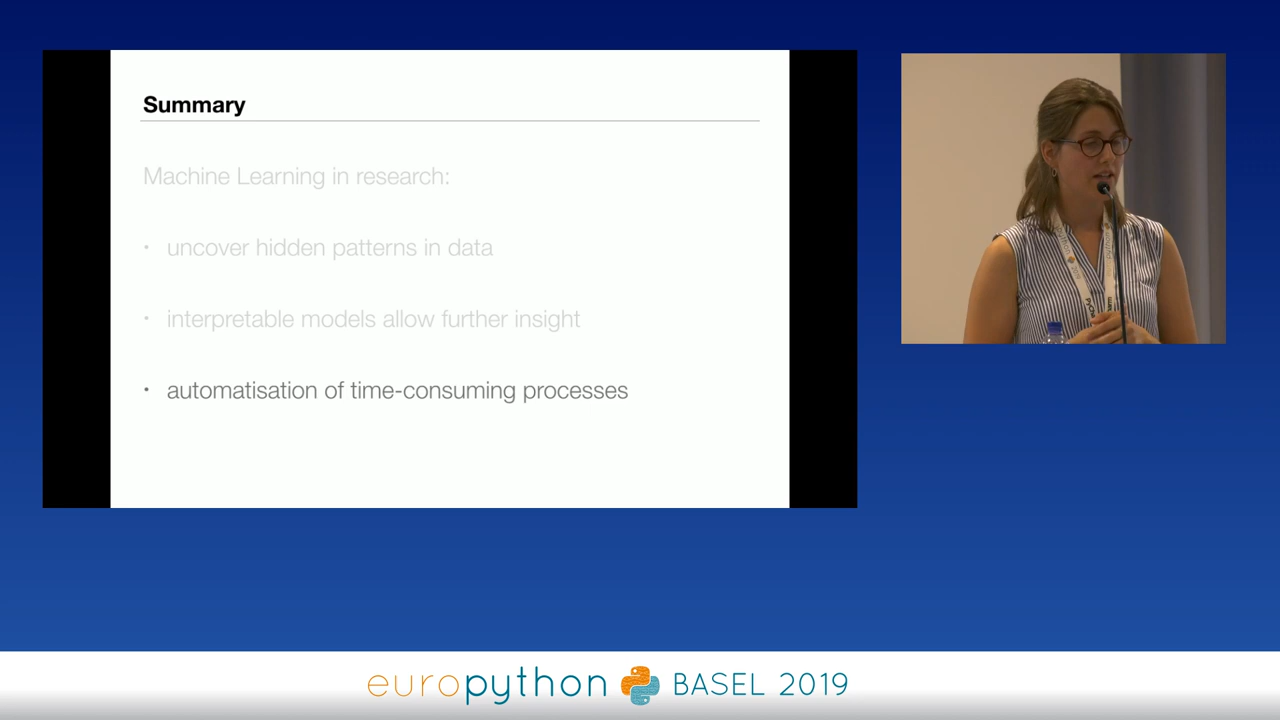 Summary
Machine Learning in research:
• uncover hidden patterns in data
• interpretable models allow further insight
• automatisation of time-consuming processes
europython BASEL 2019